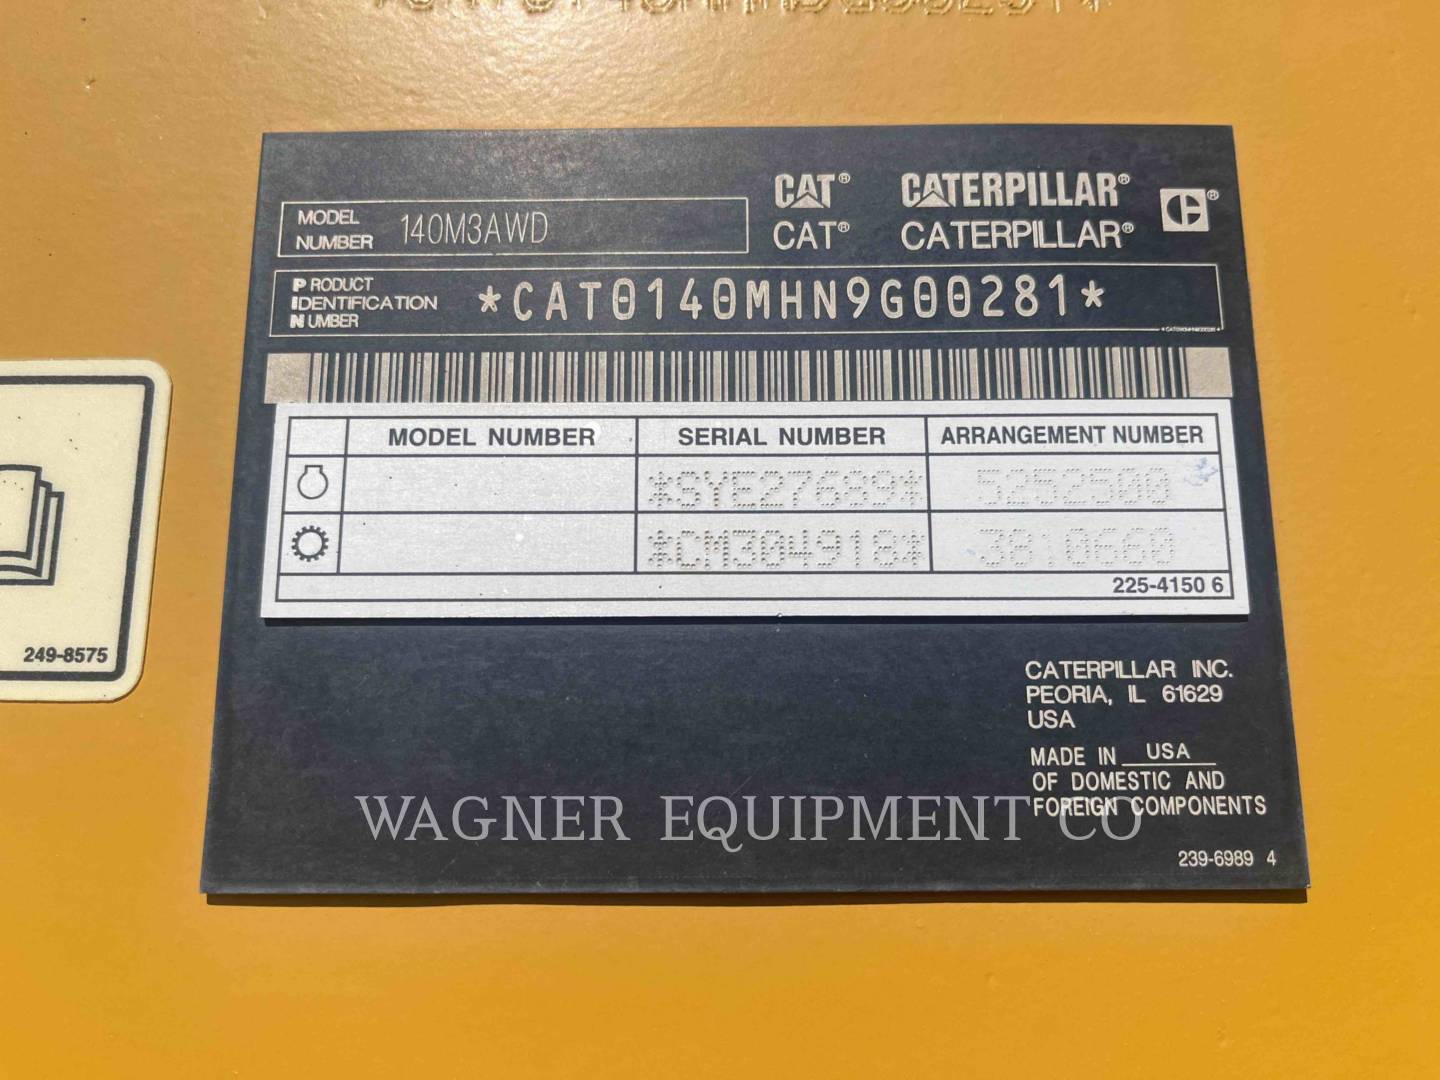 MODEL NUMBER 140M3AWD
CAT® CATERPILLAR®
CAT® CATERPILLAR®
PRODUCT
IDENTIFICATION
NUMBER
*CAT0140MHN9G00281*
MODEL NUMBER SERIAL NUMBER ARRANGEMENT NUMBER
*SYE27689* 5252500
*CM304918* 3810660
225-4150 6
249-8575
CATERPILLAR INC.
PEORIA, IL 61629
USA
MADE IN USA
OF DOMESTIC AND
FOREIGN COMPONENTS
WAGNER EQUIPMENT CO
239-6989 4